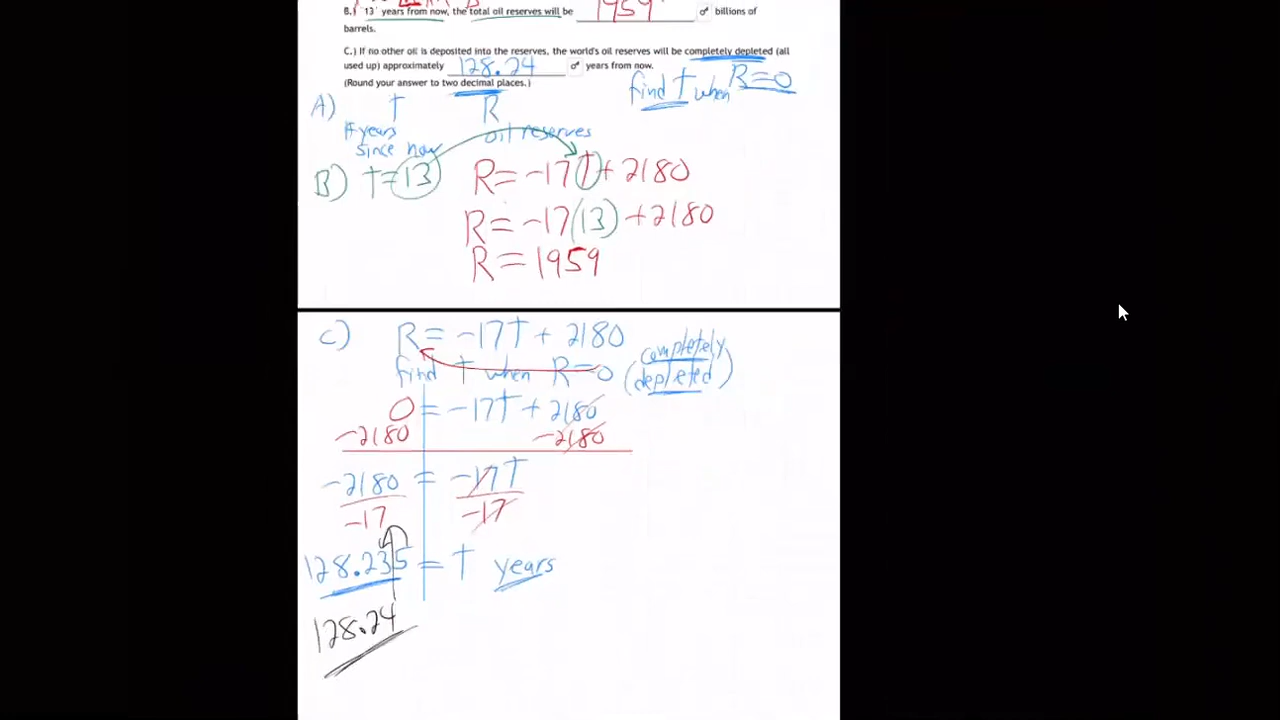 B.) 13 years from now, the total oil reserves will be 1959 billions of
barrels.
C.) If no other oil is deposited into the reserves, the world's oil reserves will be completely depleted (all
used up) approximately 128.24 years from now.
(Round your answer to two decimal places.)
find t when R=0
A) t R
# years oil reserves
since now
B) t=13 R= -17t+2180
R= -17(13)+2180
R= 1959
C) R= -17t+2180
find t when R=0 (completely
depleted)
0 = -17t+2180
-2180 -2180
-2180 = -17t
-17 -17
128.235 = t years
128.24